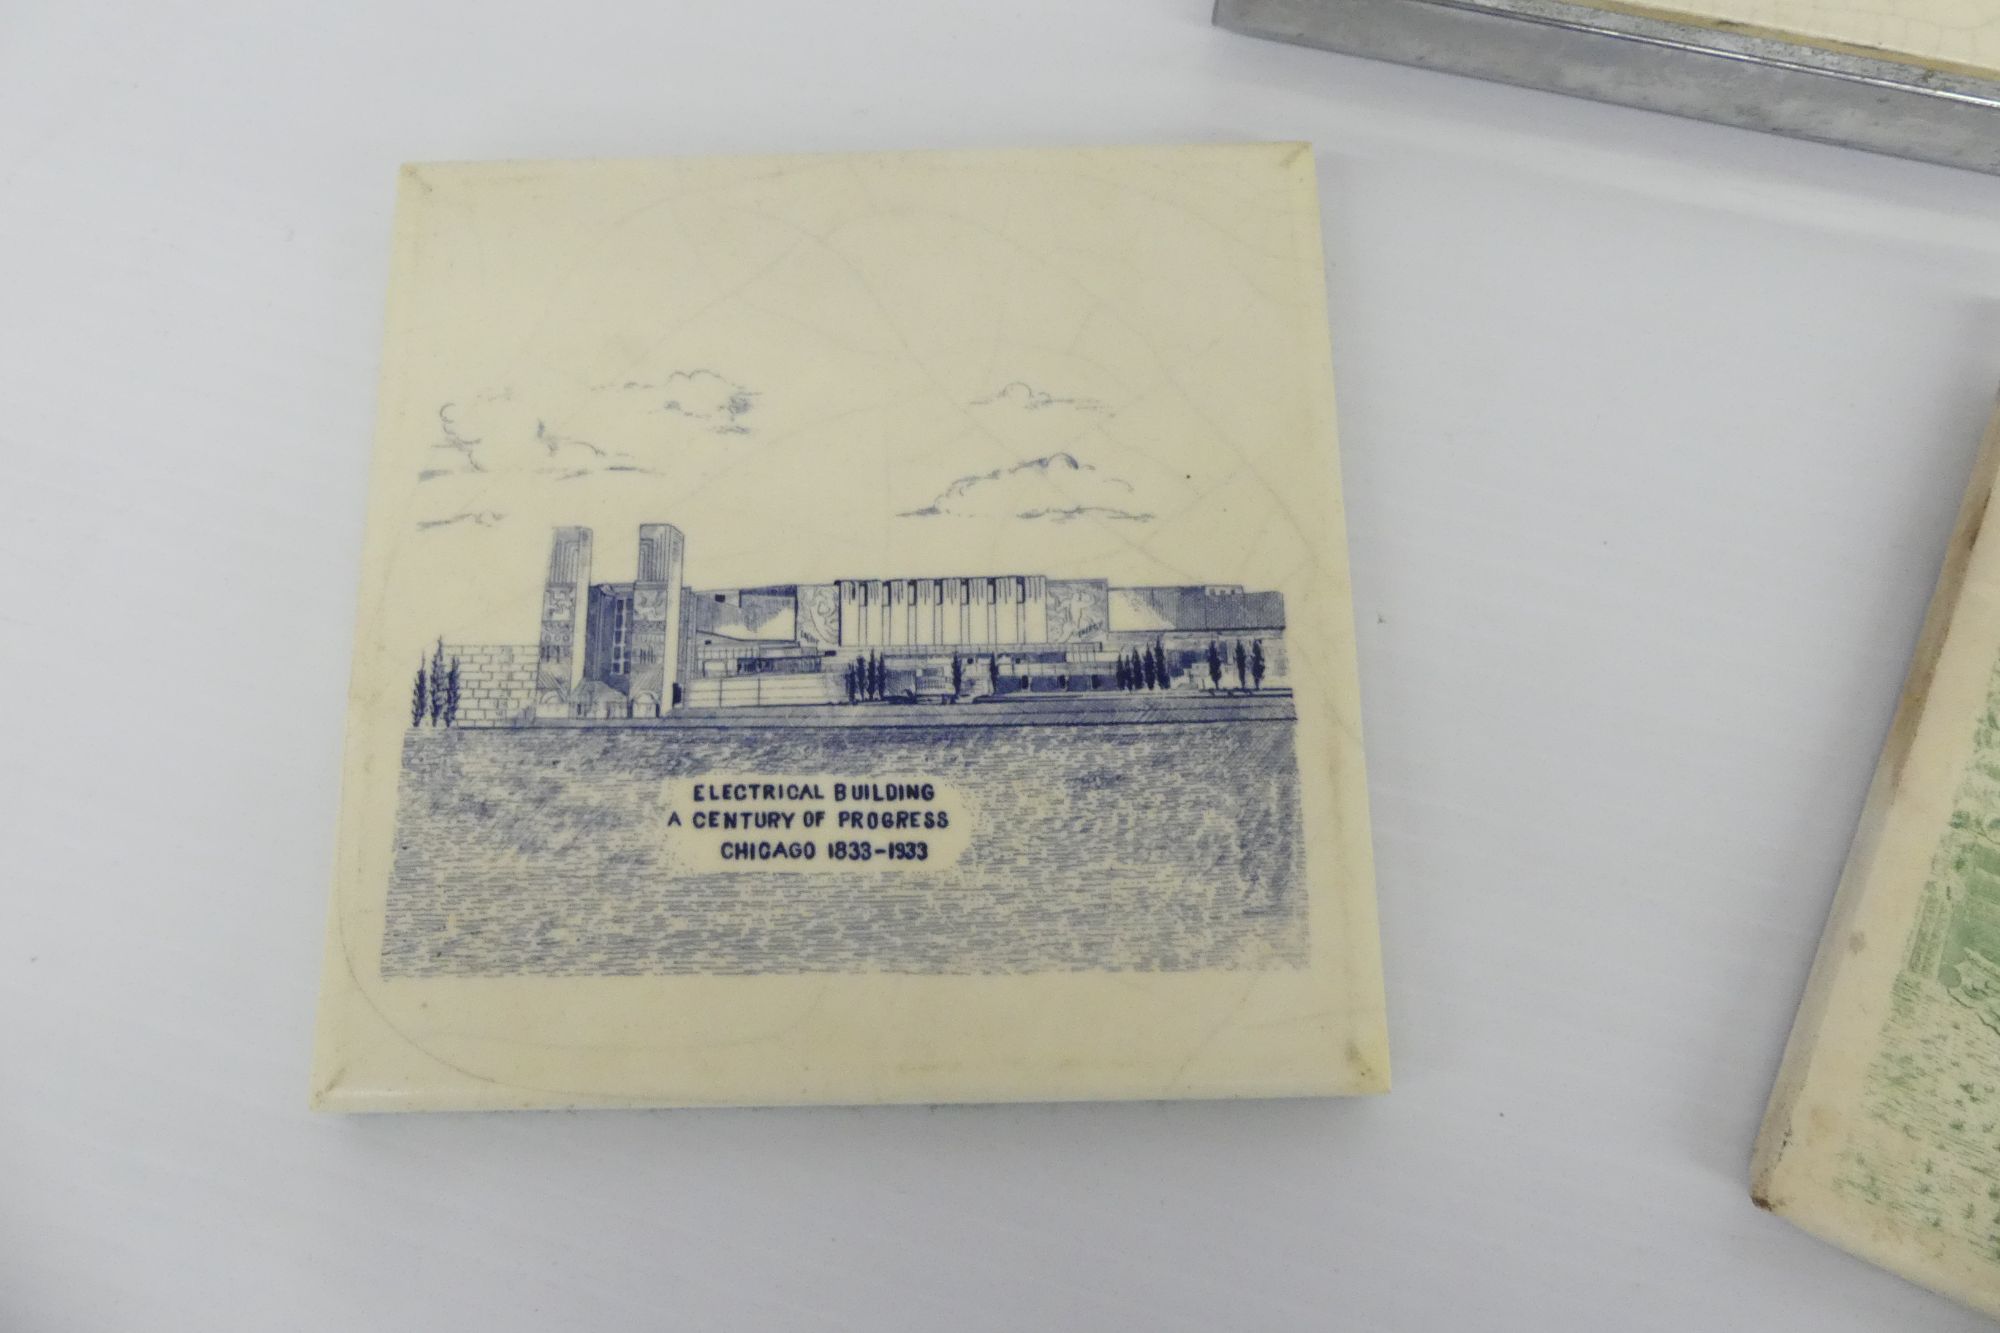 ELECTRICAL BUILDING
A CENTURY OF PROGRESS
CHICAGO 1833-1933